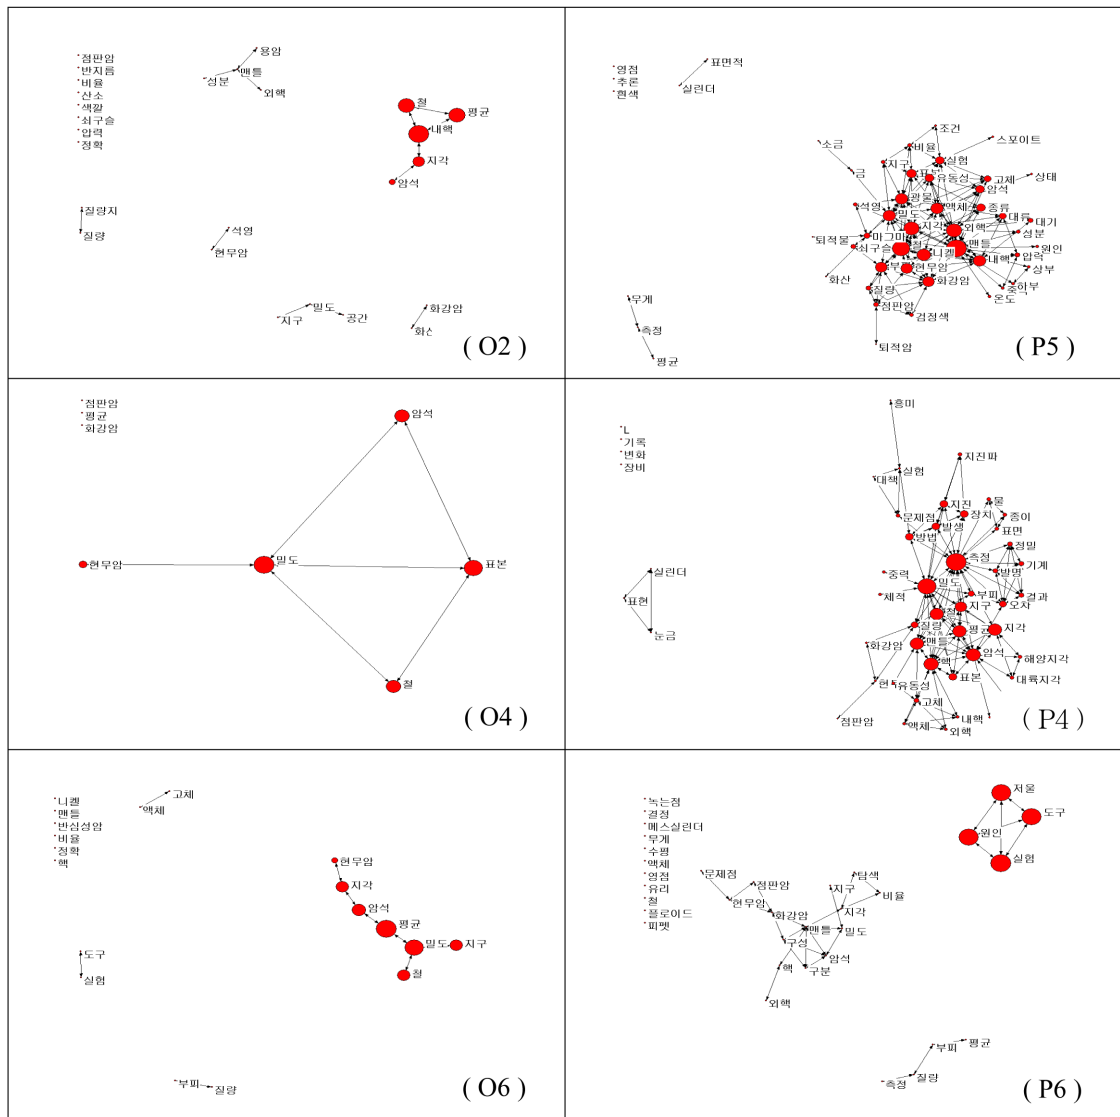 점판암
반지름
비율
산소
색깔
쇠구슬
압력
정확
용암
맨틀
성분
외핵
철
평균
내핵
지각
암석
질량지
질량
석영
현무암
밀도
지구
공간
화강암
화산
( O2 )
영점
추론
흰색
표면적
실린더
조건
소금
비율
스포이트
실험
금
지구
표본
유동성
고체
상태
암석
석영
광물
액체
종류
밀도
대류
대기
지각
외핵
성분
퇴적물
마그마
쇠구슬
철
맨틀
원인
니켈
내핵
압력
화산
현무암
상부
화강암
하부
질량
온도
점판암
검정색
퇴적암
무게
측정
평균
( P5 )
점판암
평균
화강암
암석
현무암
밀도
표본
철
( O4 )
L
기록
변화
장비
흥미
지진파
실험
대책
지진
물
문제점
장치
종이
발생
표면
방법
정밀
측정
기계
중력
발명
밀도
체적
부피
결과
지구
오차
철
질량
평균
지각
화강암
맨틀
암석
해양지각
핵
표본
대륙지각
유동성
고체
점판암
액체
내핵
외핵
실린더
표현
눈금
( P4 )
니켈
맨틀
반심성암
비율
정확
핵
고체
액체
현무암
지각
암석
평균
밀도
지구
철
도구
실험
부피
질량
( O6 )
녹는점
결정
메스실린더
무게
수평
액체
영점
유리
철
플로이드
피펫
저울
도구
원인
실험
문제점
점판암
탐색
지구
비율
현무암
화강암
지각
맨틀
밀도
구성
암석
핵
구분
외핵
평균
부피
측정
질량
( P6 )